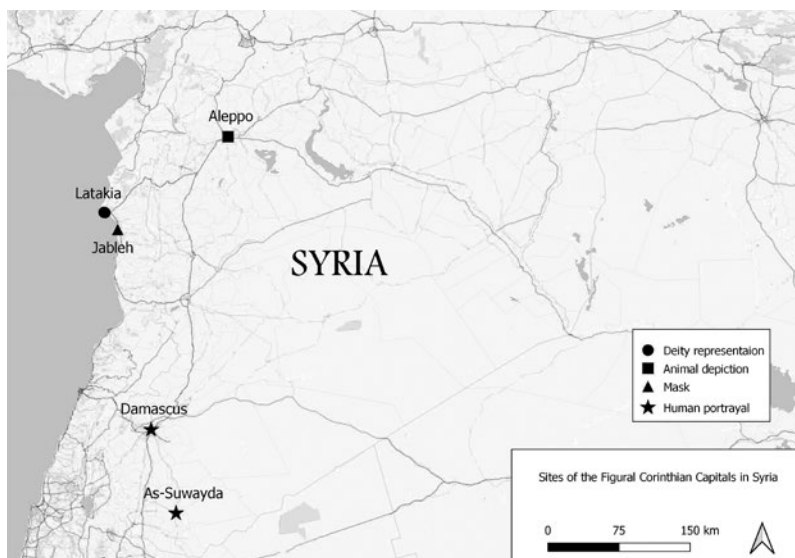 Aleppo
Latakia
Jableh
SYRIA
Damascus
As-Suwayda
Deity representaion
Animal depiction
Mask
Human portrayal
Sites of the Figural Corinthian Capitals in Syria
0 75 150 km